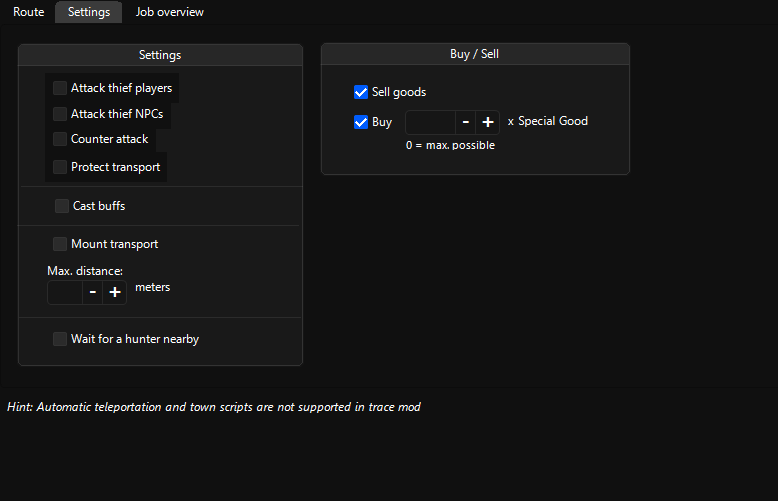 Route Settings Job overview
Settings
Attack thief players
Attack thief NPCs
Counter attack
Protect transport
Cast buffs
Mount transport
Max. distance:
- + meters
Wait for a hunter nearby
Buy / Sell
Sell goods
Buy - + x Special Good
0 = max. possible
Hint: Automatic teleportation and town scripts are not supported in trace mod